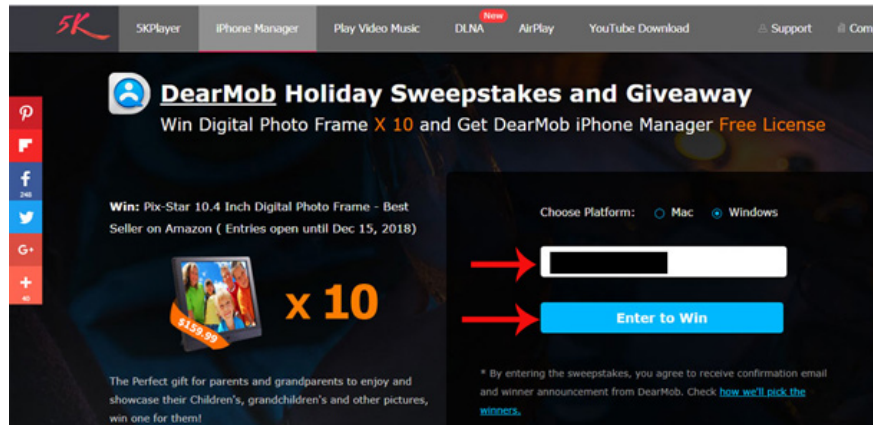 5K
5KPlayer
iPhone Manager
Play Video Music
DLNA
New
AirPlay
YouTube Download
Support
Com
DearMob Holiday Sweepstakes and Giveaway
Win Digital Photo Frame X 10 and Get DearMob iPhone Manager Free License
f
240
G+
+
40
Win: Pix-Star 10.4 Inch Digital Photo Frame - Best
Seller on Amazon ( Entries open until Dec 15, 2018)
$159.99
x 10
The Perfect gift for parents and grandparents to enjoy and
showcase their Children's, grandchildren's and other pictures,
win one for them!
Choose Platform: Mac Windows
Enter to Win
* By entering the sweepstakes, you agree to receive confirmation email
and winner announcement from DearMob. Check how we'll pick the
winners.